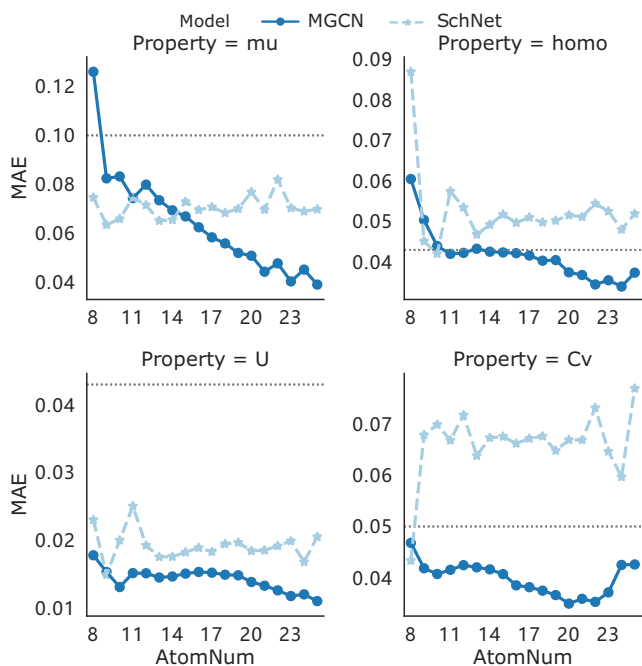 Model MGCN SchNet
Property = mu
Property = homo
MAE
0.12
0.10
0.08
0.06
0.04
8 11 14 17 20 23
0.09
0.08
0.07
0.06
0.05
0.04
8 11 14 17 20 23
Property = U
Property = Cv
MAE
0.04
0.03
0.02
0.01
8 11 14 17 20 23
AtomNum
0.07
0.06
0.05
0.04
8 11 14 17 20 23
AtomNum